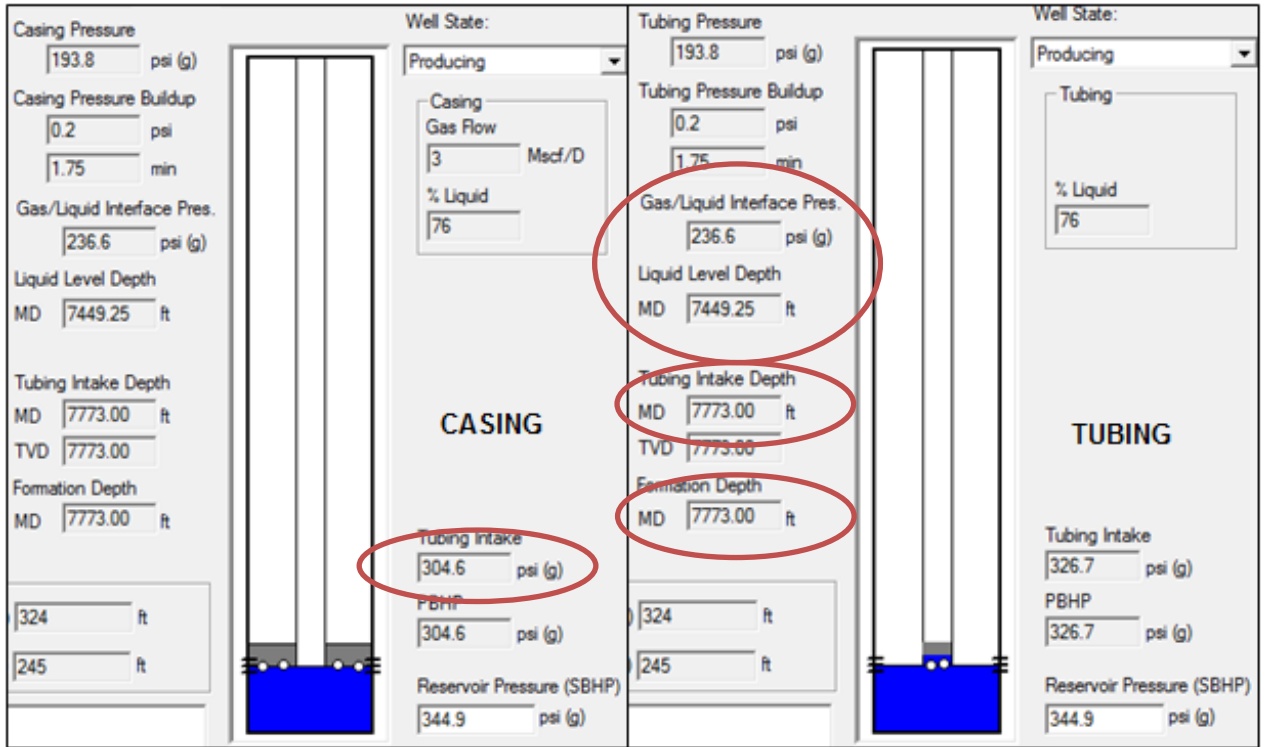 Casing Pressure
193.8 psi (g)
Casing Pressure Buildup
0.2 psi
1.75 min
Gas/Liquid Interface Pres.
236.6 psi (g)
Liquid Level Depth
MD 7449.25 ft
Tubing Intake Depth
MD 7773.00 ft
TVD 7773.00
Formation Depth
MD 7773.00 ft
324 ft
245 ft
Well State:
Producing
Casing
Gas Flow
3 Mscf/D
% Liquid
76
CASING
Tubing Intake
304.6 psi (g)
PBHP
304.6 psi (g)
Reservoir Pressure (SBHP)
344.9 psi (g)
Tubing Pressure
193.8 psi (g)
Tubing Pressure Buildup
0.2 psi
1.75 min
Gas/Liquid Interface Pres.
236.6 psi (g)
Liquid Level Depth
MD 7449.25 ft
Tubing Intake Depth
MD 7773.00 ft
TVD 7773.00
Formation Depth
MD 7773.00 ft
) 324 ft
) 245 ft
Well State:
Producing
Tubing
% Liquid
76
TUBING
Tubing Intake
326.7 psi (g)
PBHP
326.7 psi (g)
Reservoir Pressure (SBHP)
344.9 psi (g)